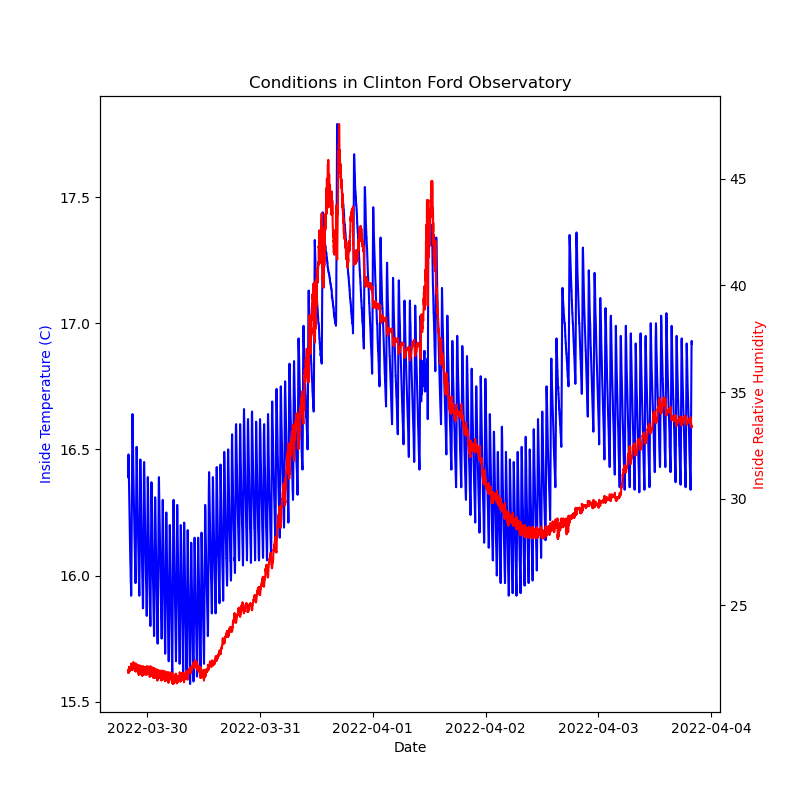 Conditions in Clinton Ford Observatory
Inside Temperature (C)
17.5
17.0
16.5
16.0
15.5
45
40
35
30
25
Inside Relative Humidity
2022-03-30 2022-03-31 2022-04-01 2022-04-02 2022-04-03 2022-04-04
Date